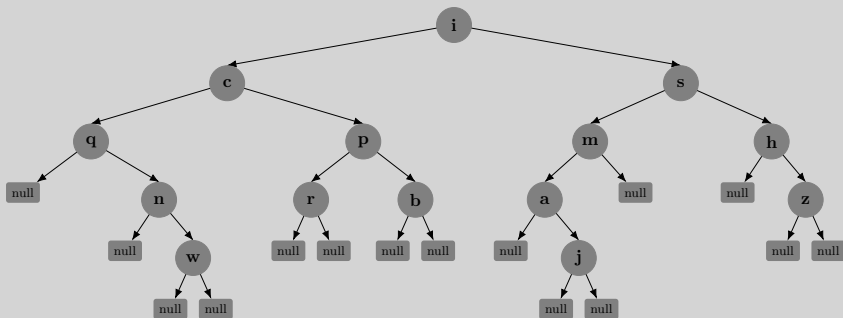 i
c s
q p m h
null n r b a null null z
null w null null null null null j null null
null null null null